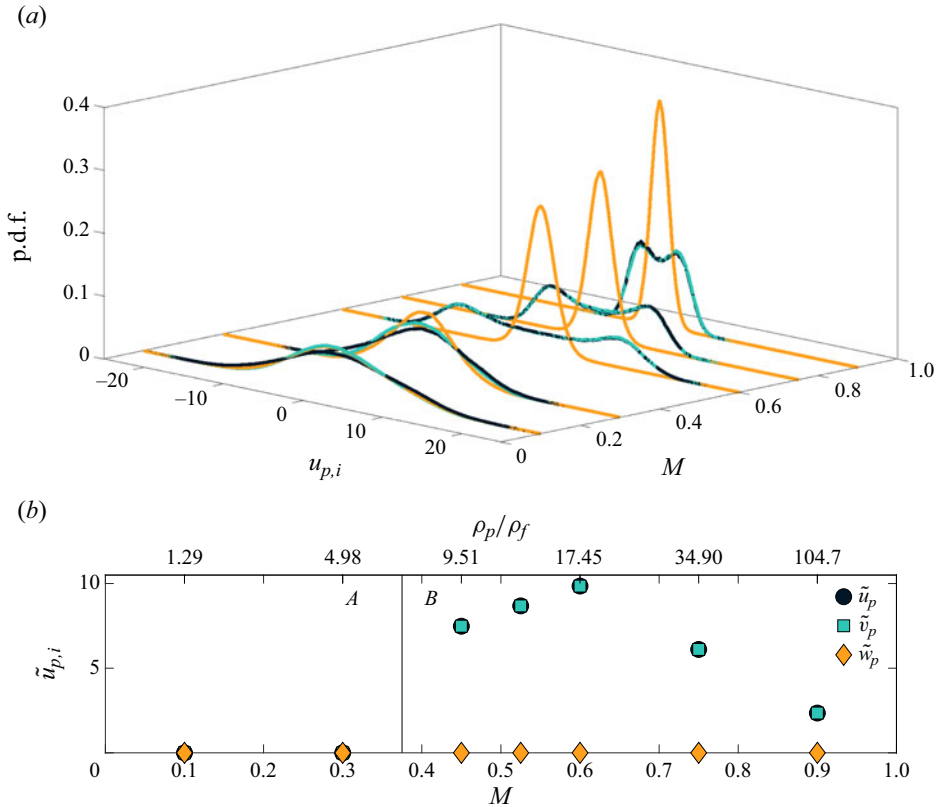 (a)
0.4
0.3
0.2
0.1
0
p.d.f.
−20
−10
0
10
20
u_{p,i}
0
0.2
0.4
0.6
0.8
1.0
M
(b)
ρ_p/ρ_f
1.29 4.98 9.51 17.45 34.90 104.7
10
5
0
ũ_{p,i}
A B
ũ_p
ṽ_p
w̃_p
0.1 0.2 0.3 0.4 0.5 0.6 0.7 0.8 0.9 1.0
M